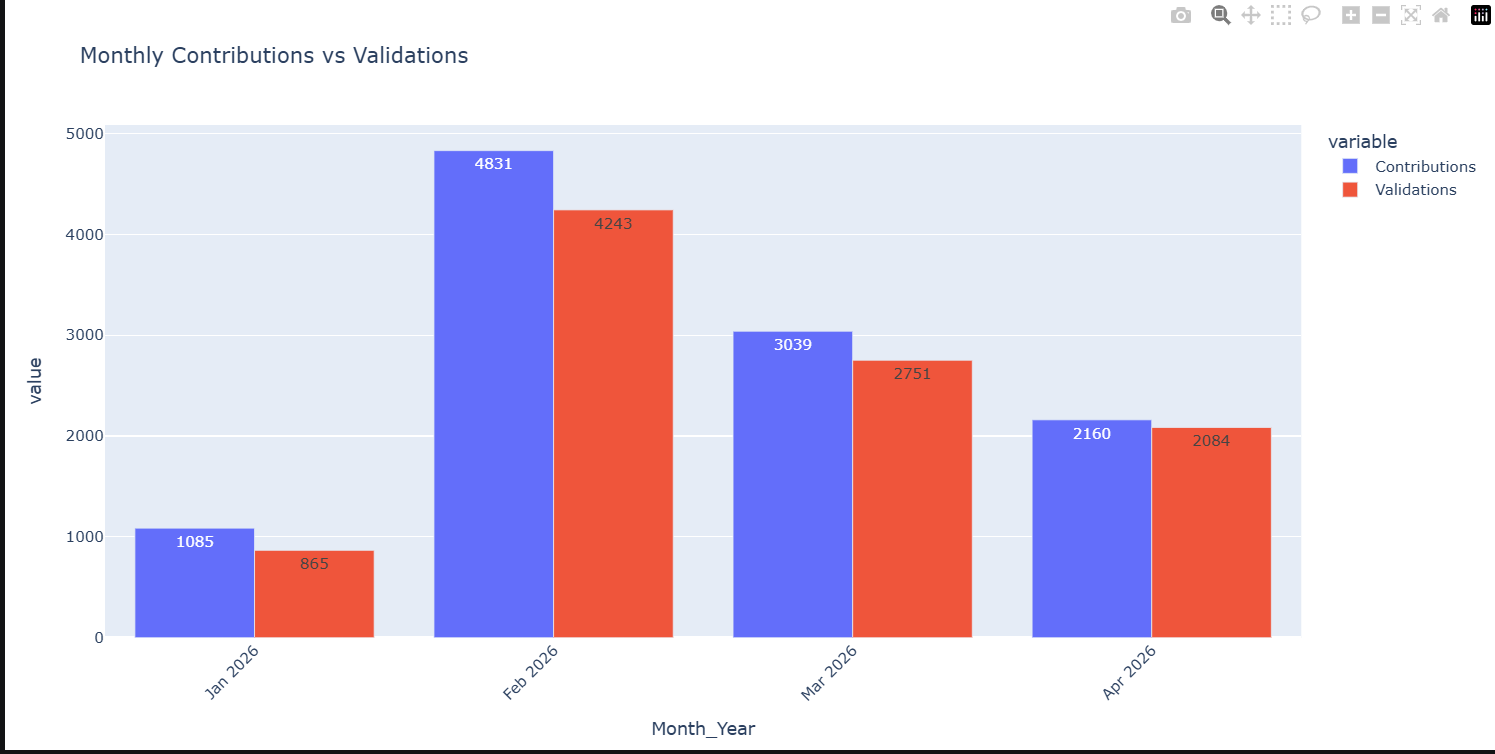 Monthly Contributions vs Validations
variable
Contributions
Validations
value
5000
4000
3000
2000
1000
0
1085
865
4831
4243
3039
2751
2160
2084
Jan 2026
Feb 2026
Mar 2026
Apr 2026
Month_Year